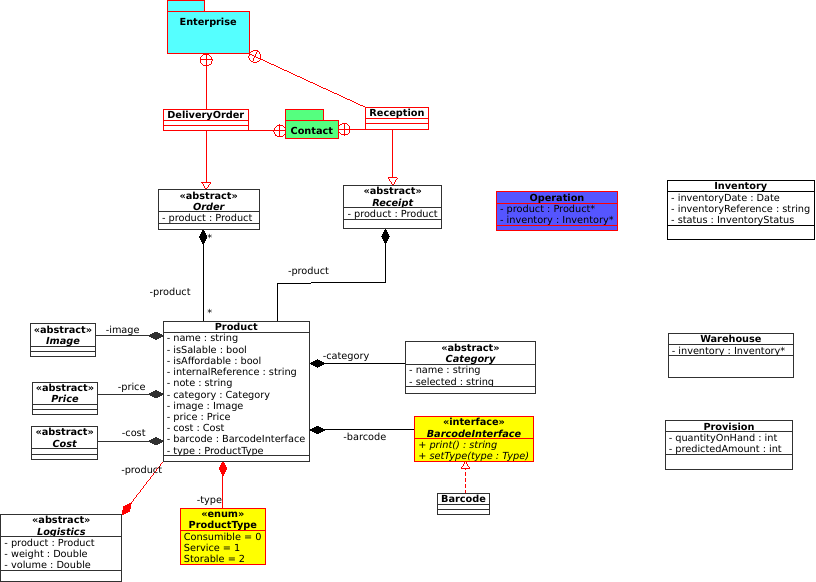 Enterprise
DeliveryOrder
Contact
Reception
«abstract»
Order
- product : Product
«abstract»
Receipt
- product : Product
Operation
- product : Product*
- inventory : Inventory*
Inventory
- inventoryDate : Date
- inventoryReference : string
- status : InventoryStatus
*
-product
*
-product
Product
- name : string
- isSalable : bool
- isAffordable : bool
- internalReference : string
- note : string
- category : Category
- image : Image
- price : Price
- cost : Cost
- barcode : BarcodeInterface
- type : ProductType
«abstract»
Image
-image
«abstract»
Price
-price
«abstract»
Cost
-cost
-category
«abstract»
Category
- name : string
- selected : string
-barcode
«interface»
BarcodeInterface
+ print() : string
+ setType(type : Type)
Barcode
Warehouse
- inventory : Inventory*
Provision
- quantityOnHand : int
- predictedAmount : int
-product
-type
«abstract»
Logistics
- product : Product
- weight : Double
- volume : Double
«enum»
ProductType
Consumible = 0
Service = 1
Storable = 2